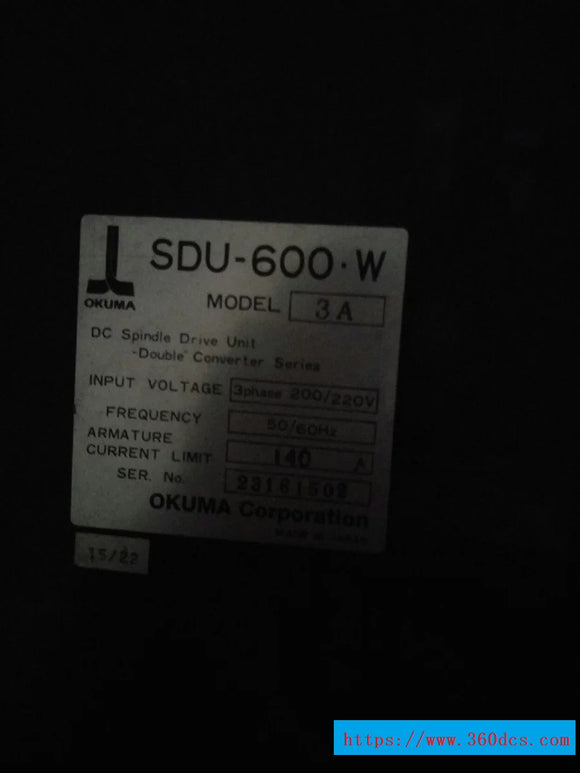 SDU-600·W
OKUMA
MODEL 3A
DC Spindle Drive Unit
-Double" Converter Series
INPUT VOLTAGE 3phase 200/220V
FREQUENCY 50/60Hz
ARMATURE
CURRENT LIMIT 140 A
SER. No. 23161502
OKUMA Corporation
MADE IN JAPAN
15/22
https://www.360dcs.com